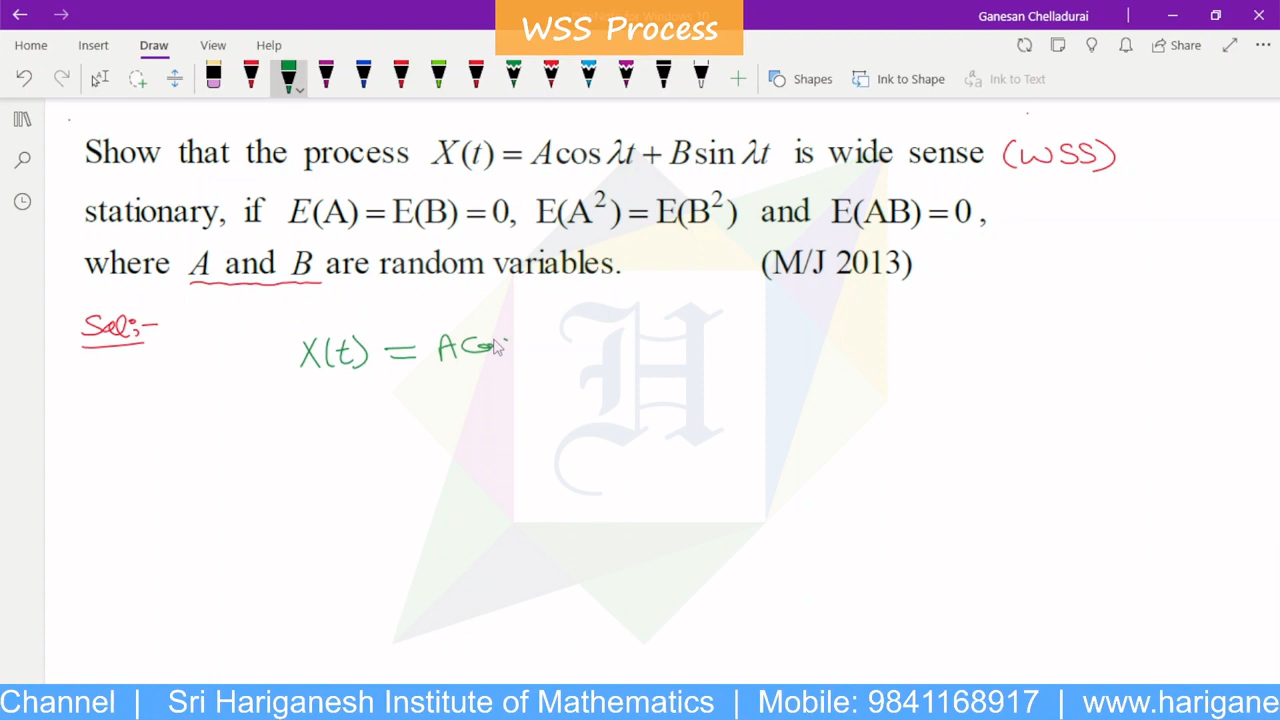 WSS Process
Ganesan Chelladurai
Home Insert Draw View Help
Share
Shapes Ink to Shape Ink to Text
Show that the process X(t) = A cos λt + B sin λt is wide sense (WSS)
stationary, if E(A) = E(B) = 0, E(A²) = E(B²) and E(AB) = 0,
where A and B are random variables. (M/J 2013)
Sol:-
X(t) = A Cos
H
Channel | Sri Hariganesh Institute of Mathematics | Mobile: 9841168917 | www.harigane